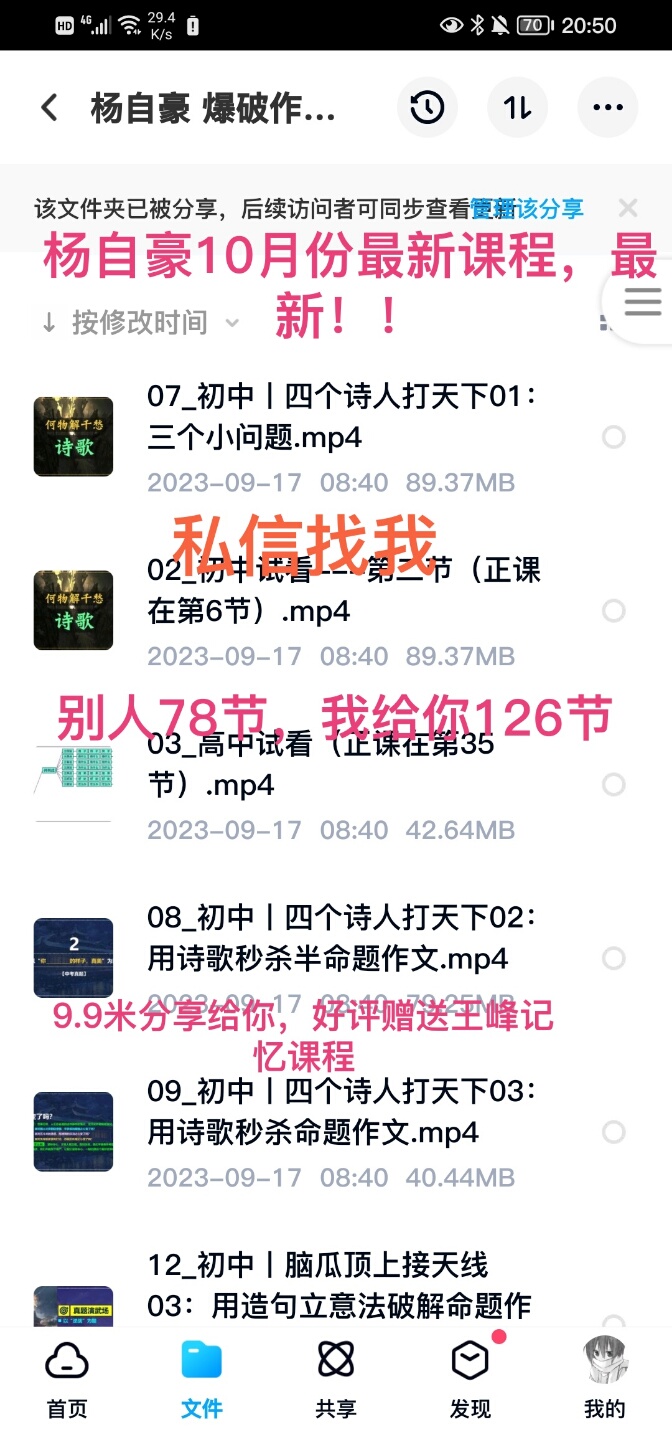 HD 4G 29.4 K/s 70 20:50
杨自豪 爆破作...
该文件夹已被分享，后续访问者可同步查看
管理该分享
杨自豪10月份最新课程，最
新！！
按修改时间
何物解千愁
诗歌
07_初中丨四个诗人打天下01：
三个小问题.mp4
2023-09-17 08:40 89.37MB
私信找我
何物解千愁
诗歌
02_初中试看----第二节（正课
在第6节）.mp4
2023-09-17 08:40 89.37MB
别人78节，我给你126节
03_高中试看（正课在第35
节）.mp4
2023-09-17 08:40 42.64MB
2
08_初中丨四个诗人打天下02：
用诗歌秒杀半命题作文.mp4
2023-09-17 08:40 79.25MB
9.9米分享给你，好评赠送王峰记
忆课程
09_初中丨四个诗人打天下03：
用诗歌秒杀命题作文.mp4
2023-09-17 08:40 40.44MB
真题演武场
12_初中丨脑瓜顶上接天线
03：用造句立意法破解命题作
首页 文件 共享 发现 我的